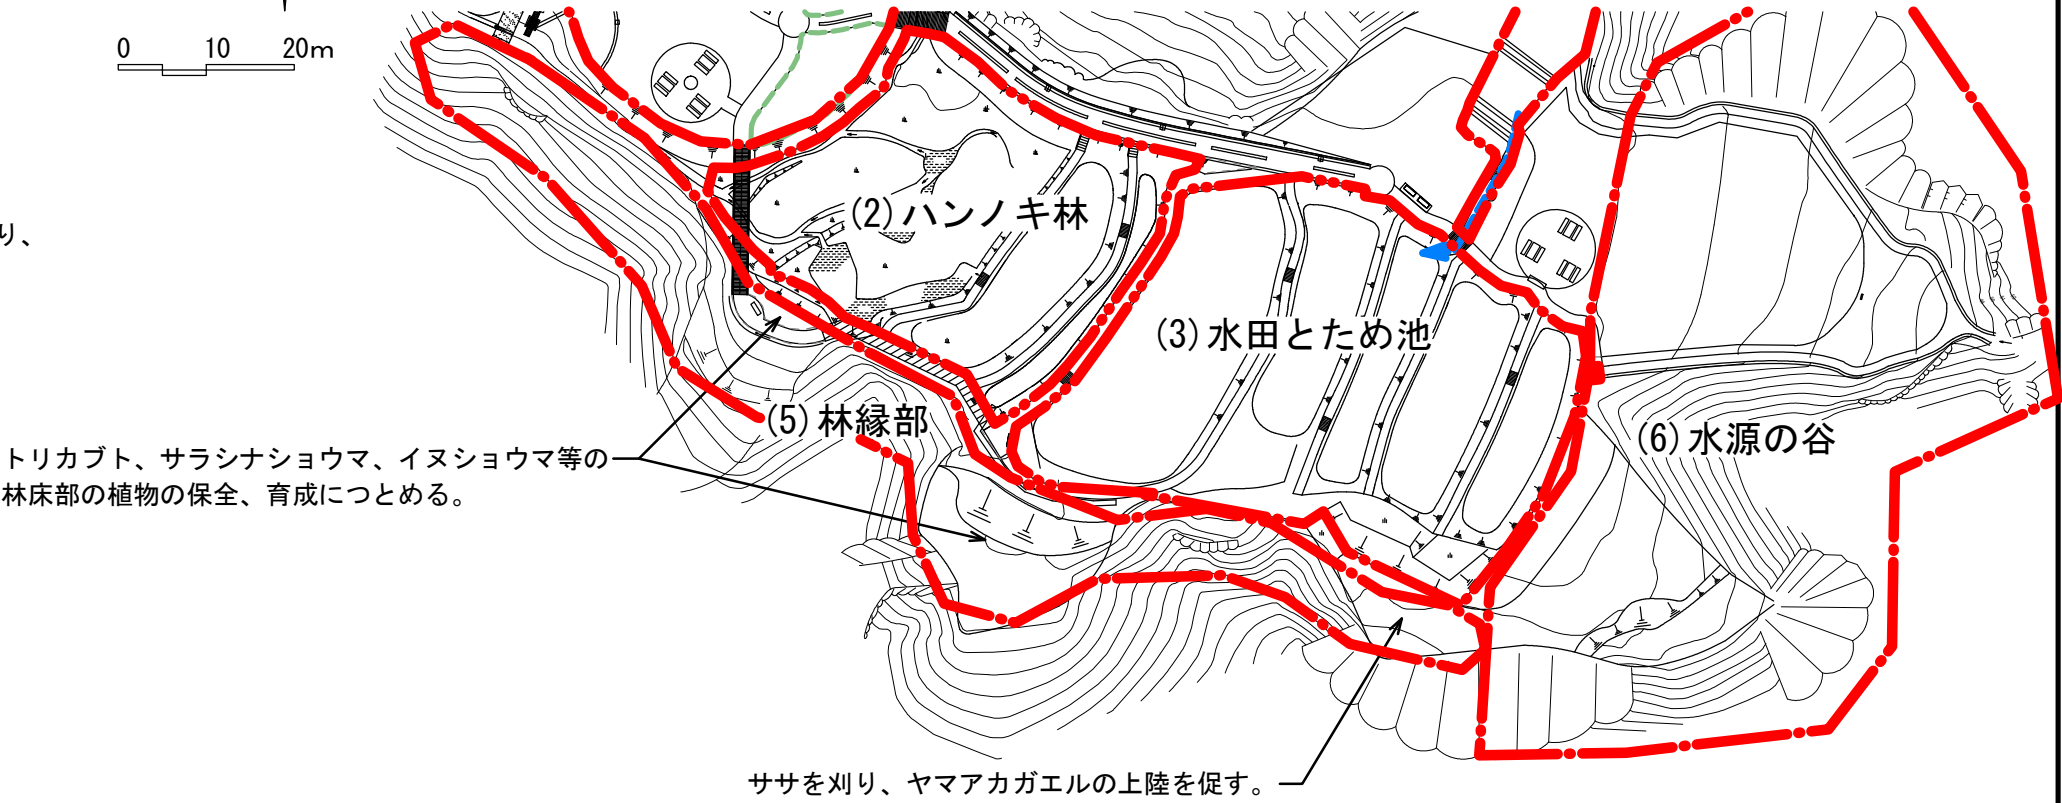 0 10 20m
(2)ハンノキ林
り、
(3)水田とため池
(5)林縁部
(6)水源の谷
トリカブト、サラシナショウマ、イヌショウマ等の
林床部の植物の保全、育成につとめる。
ササを刈り、ヤマアカガエルの上陸を促す。